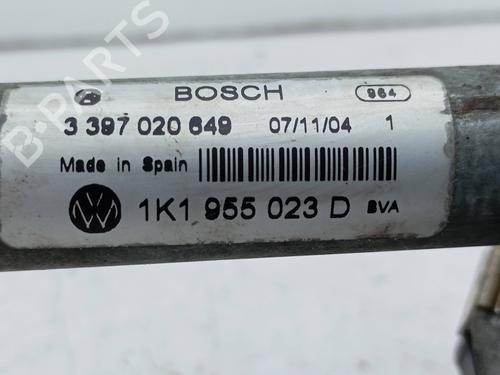 BOSCH 964
3 397 020 649 07/11/04 1
Made in Spain
1K1 955 023 D BVA
B-PARTS